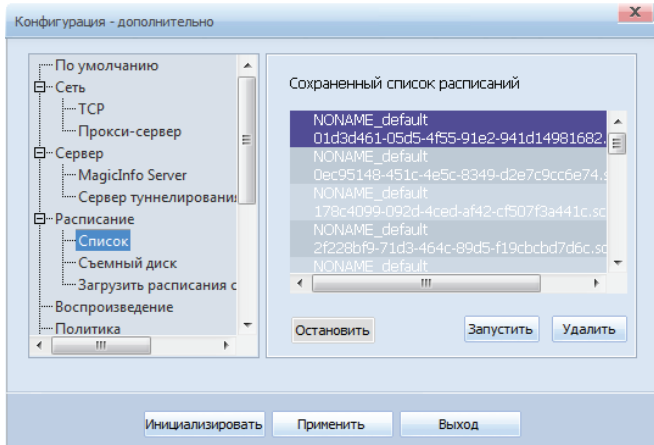 Конфигурация - дополнительно
По умолчанию
Сеть
TCP
Прокси-сервер
Сервер
MagicInfo Server
Сервер туннелирования
Расписание
Список
Съемный диск
Загрузить расписания с
Воспроизведение
Политика
Сохраненный список расписаний
NONAME_default
01d3d461-05d5-4f55-91e2-941d14981682.
NONAME_default
0ec95148-451c-4e5c-8349-d2e7c9cc6e74.s
NONAME_default
178c4099-092d-4ced-af42-cf507f3a441c.sc
NONAME_default
2f228bf9-71d3-464c-89d5-f19cbcbd7d6c.sc
NONAME_default
Остановить
Запустить
Удалить
Инициализировать
Применить
Выход